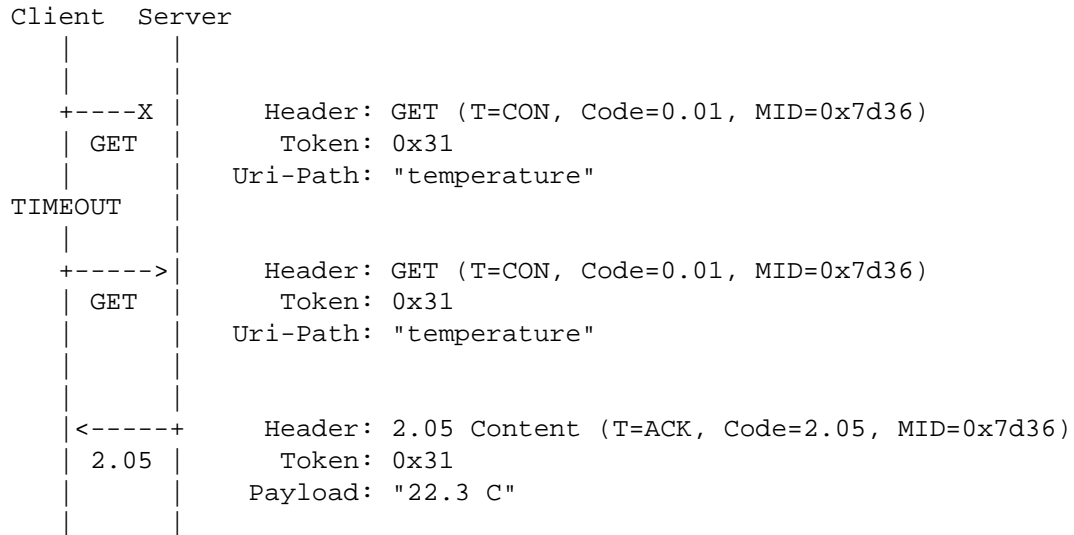 Client  Server
   |      |
   |      |
   +----X |     Header: GET (T=CON, Code=0.01, MID=0x7d36)
   | GET  |      Token: 0x31
   |      |   Uri-Path: "temperature"
TIMEOUT   |
   |      |
   +----->|     Header: GET (T=CON, Code=0.01, MID=0x7d36)
   | GET  |      Token: 0x31
   |      |   Uri-Path: "temperature"
   |      |
   |      |
   |<-----+     Header: 2.05 Content (T=ACK, Code=2.05, MID=0x7d36)
   | 2.05 |      Token: 0x31
   |      |    Payload: "22.3 C"
   |      |